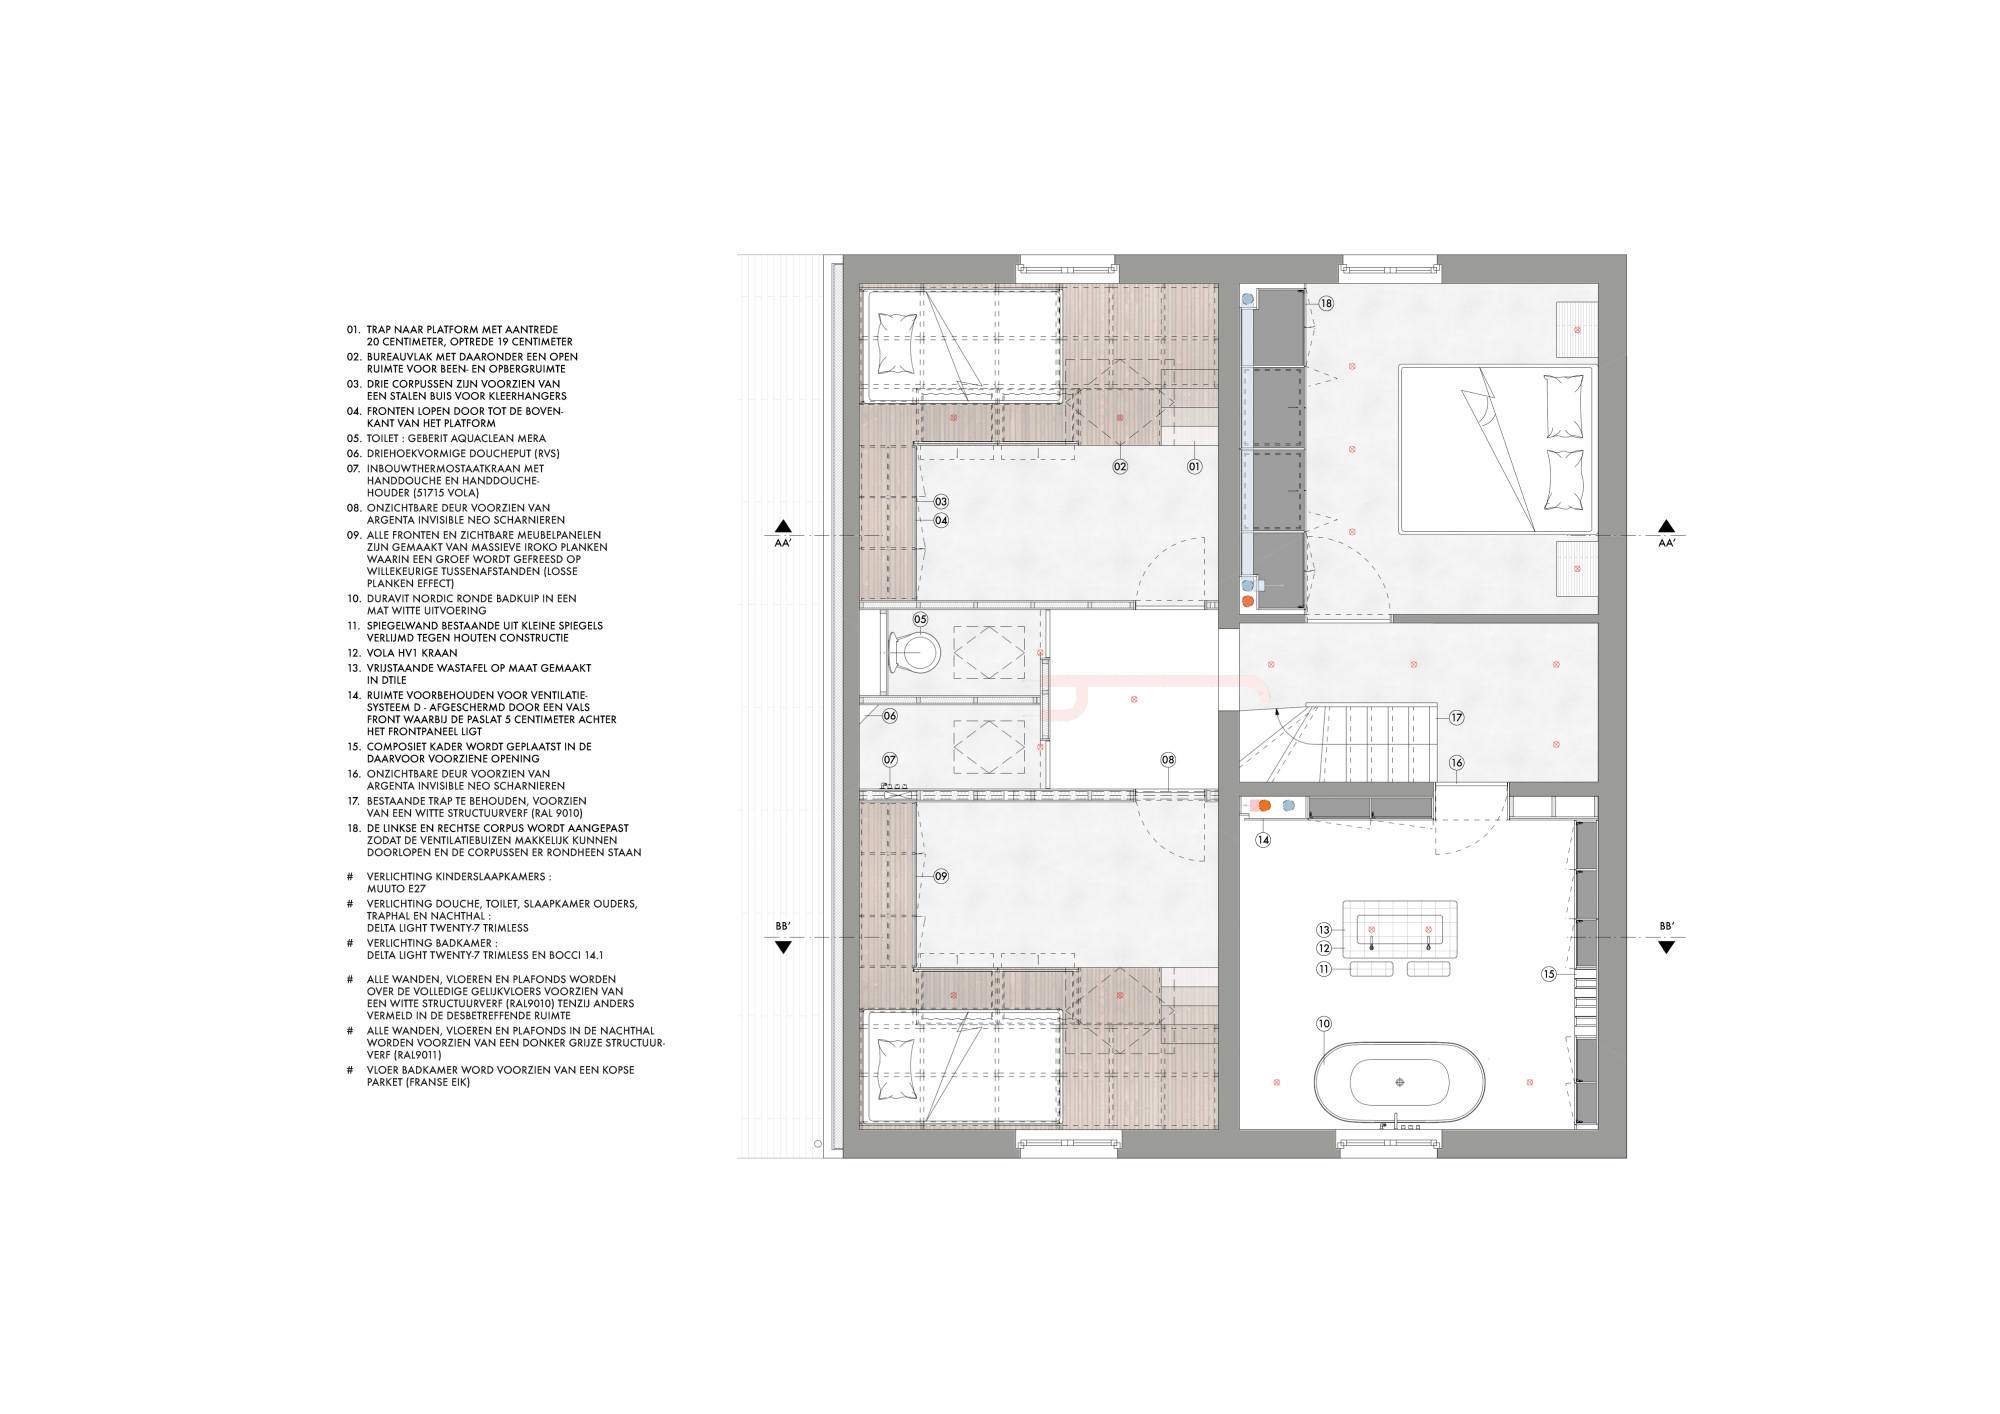 01. TRAP NAAR PLATFORM MET AANTREDE
20 CENTIMETER, OPTREDE 19 CENTIMETER
02. BUREAUVLAK MET DAARONDER EEN OPEN
RUIMTE VOOR BEEN- EN OPBERGRUIMTE
03. DRIE CORPUSSEN ZIJN VOORZIEN VAN
EEN STALEN BUIS VOOR KLEERHANGERS
04. FRONTEN LOPEN DOOR TOT DE BOVEN-
KANT VAN HET PLATFORM
05. TOILET : GEBERIT AQUACLEAN MERA
06. DRIEHOEKVORMIGE DOUCHEPUT (RVS)
07. INBOUWTHERMOSTAATKRAAN MET
HANDDOUCHE EN HANDDOUCHE-
HOUDER (51715 VOLA)
08. ONZICHTBARE DEUR VOORZIEN VAN
ARGENTA INVISIBLE NEO SCHARNIEREN
09. ALLE FRONTEN EN ZICHTBARE MEUBELPANELEN
ZIJN GEMAAKT VAN MASSIEVE IROKO PLANKEN
WAARIN EEN GROEF WORDT GEFREESD OP
WILLEKEURIGE TUSSENAFSTANDEN (LOSSE
PLANKEN EFFECT)
10. DURAVIT NORDIC RONDE BADKUIP IN EEN
MAT WITTE UITVOERING
11. SPIEGELWAND BESTAANDE UIT KLEINE SPIEGELS
VERLIJMD TEGEN HOUTEN CONSTRUCTIE
12. VOLA HV1 KRAAN
13. VRIJSTAANDE WASTAFEL OP MAAT GEMAAKT
IN DTILE
14. RUIMTE VOORBEHOUDEN VOOR VENTILATIE-
SYSTEEM D - AFGESCHERMD DOOR EEN VALS
FRONT WAARBIJ DE PASLAT 5 CENTIMETER ACHTER
HET FRONTPANEEL LIGT
15. COMPOSIET KADER WORDT GEPLAATST IN DE
DAARVOOR VOORZIENE OPENING
16. ONZICHTBARE DEUR VOORZIEN VAN
ARGENTA INVISIBLE NEO SCHARNIEREN
17. BESTAANDE TRAP TE BEHOUDEN, VOORZIEN
VAN EEN WITTE STRUCTUURVERF (RAL 9010)
18. DE LINKSE EN RECHTSE CORPUS WORDT AANGEPAST
ZODAT DE VENTILATIEBUIZEN MAKKELIJK KUNNEN
DOORLOPEN EN DE CORPUSSEN ER RONDHEEN STAAN
# VERLICHTING KINDERSLAAPKAMERS :
MUUTO E27
# VERLICHTING DOUCHE, TOILET, SLAAPKAMER OUDERS,
TRAPHAL EN NACHTHAL :
DELTA LIGHT TWENTY-7 TRIMLESS
# VERLICHTING BADKAMER :
DELTA LIGHT TWENTY-7 TRIMLESS EN BOCCI 14.1
# ALLE WANDEN, VLOEREN EN PLAFONDS WORDEN
OVER DE VOLLEDIGE GELIJKVLOERS VOORZIEN VAN
EEN WITTE STRUCTUURVERF (RAL9010) TENZIJ ANDERS
VERMELD IN DE DESBETREFFENDE RUIMTE
# ALLE WANDEN, VLOEREN EN PLAFONDS IN DE NACHTHAL
WORDEN VOORZIEN VAN EEN DONKER GRIJZE STRUCTUUR-
VERF (RAL9011)
# VLOER BADKAMER WORD VOORZIEN VAN EEN KOPSE
PARKET (FRANSE EIK)
18
02
01
03
04
AA'
AA'
05
06
17
07
08
16
14
09
BB'
BB'
13
12
11
15
10